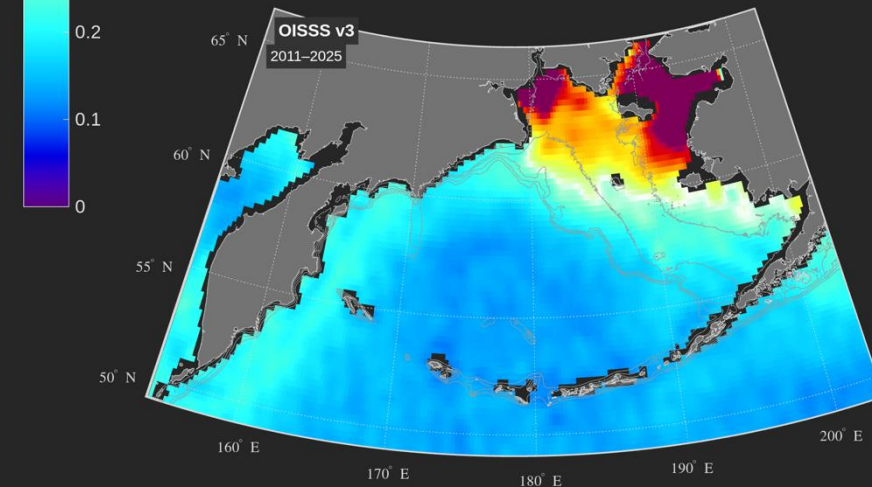 0.2
0.1
0
OISSS v3
2011–2025
65° N
60° N
55° N
50° N
160° E
170° E
180° E
190° E
200° E